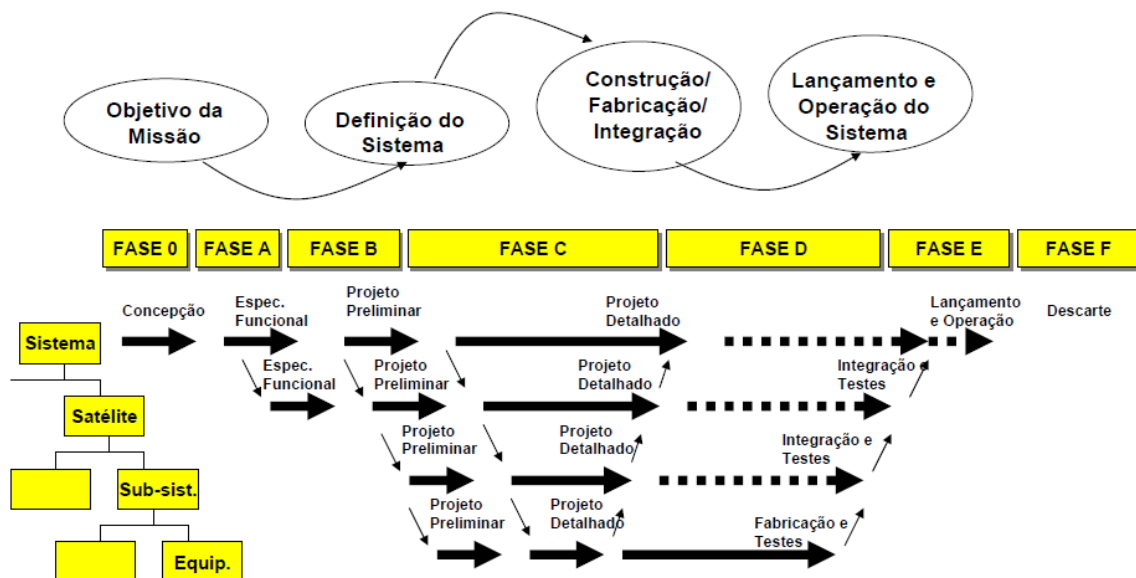 Objetivo da
Missão
Definição do
Sistema
Construção/
Fabricação/
Integração
Lançamento e
Operação do
Sistema
FASE 0
FASE A
FASE B
FASE C
FASE D
FASE E
FASE F
Concepção
Espec.
Funcional
Projeto
Preliminar
Projeto
Detalhado
Lançamento
e Operação
Descarte
Sistema
Espec.
Funcional
Projeto
Preliminar
Projeto
Detalhado
Integração e
Testes
Satélite
Projeto
Preliminar
Projeto
Detalhado
Integração e
Testes
Sub-sist.
Projeto
Preliminar
Projeto
Detalhado
Fabricação e
Testes
Equip.